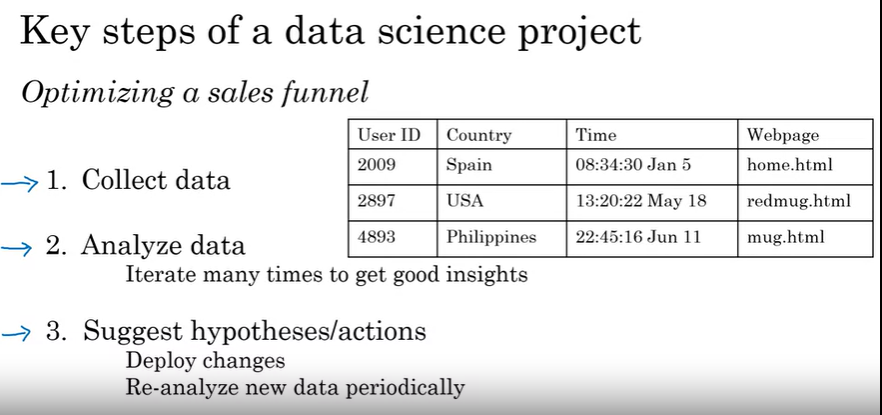 Key steps of a data science project
Optimizing a sales funnel
User ID Country Time Webpage
2009 Spain 08:34:30 Jan 5 home.html
2897 USA 13:20:22 May 18 redmug.html
4893 Philippines 22:45:16 Jun 11 mug.html
1. Collect data
2. Analyze data
Iterate many times to get good insights
3. Suggest hypotheses/actions
Deploy changes
Re-analyze new data periodically